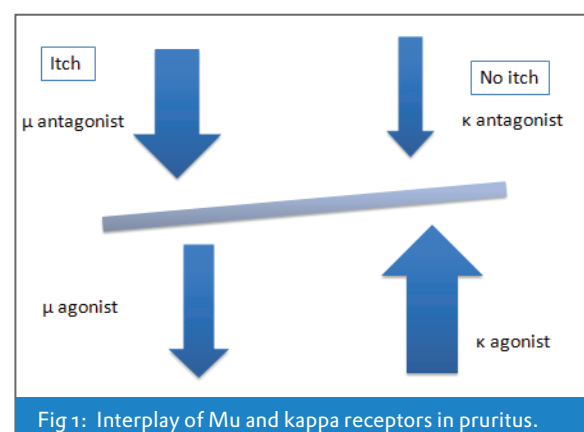 Itch
No itch
μ antagonist
κ antagonist
μ agonist
κ agonist
Fig 1: Interplay of Mu and kappa receptors in pruritus.